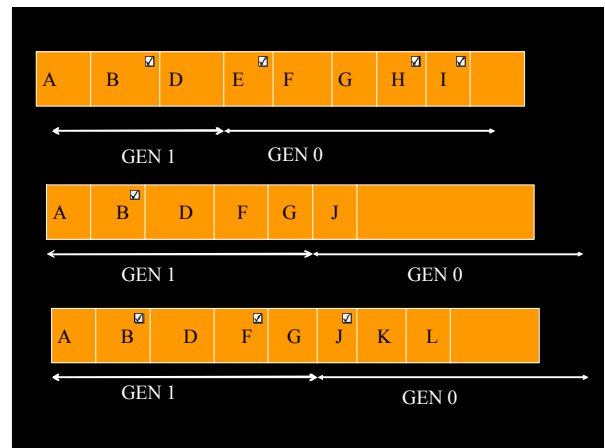 A B D E F G H I
GEN 1 GEN 0
A B D F G J
GEN 1 GEN 0
A B D F G J K L
GEN 1 GEN 0